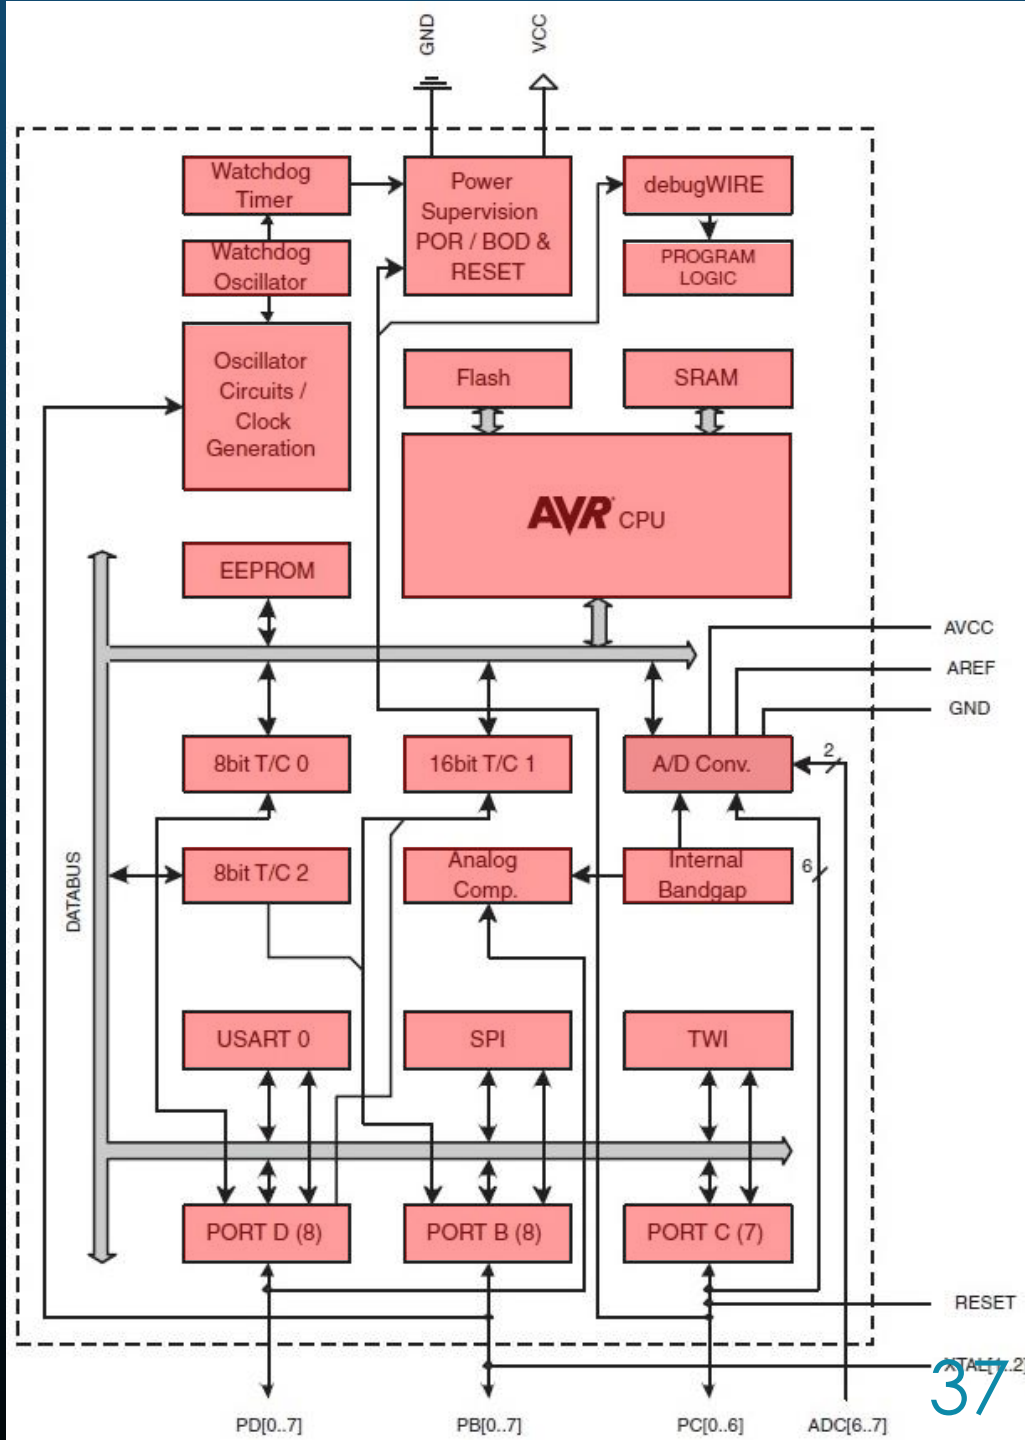 GND
VCC
Watchdog
Timer
Power
Supervision
POR / BOD &
RESET
debugWIRE
Watchdog
Oscillator
PROGRAM
LOGIC
Oscillator
Circuits /
Clock
Generation
Flash
SRAM
AVR CPU
EEPROM
AVCC
AREF
GND
8bit T/C 0
16bit T/C 1
A/D Conv.
2
DATABUS
8bit T/C 2
Analog
Comp.
Internal
Bandgap
6
USART 0
SPI
TWI
PORT D (8)
PORT B (8)
PORT C (7)
RESET
XTAL[1..2]
37
PD[0..7]
PB[0..7]
PC[0..6]
ADC[6..7]